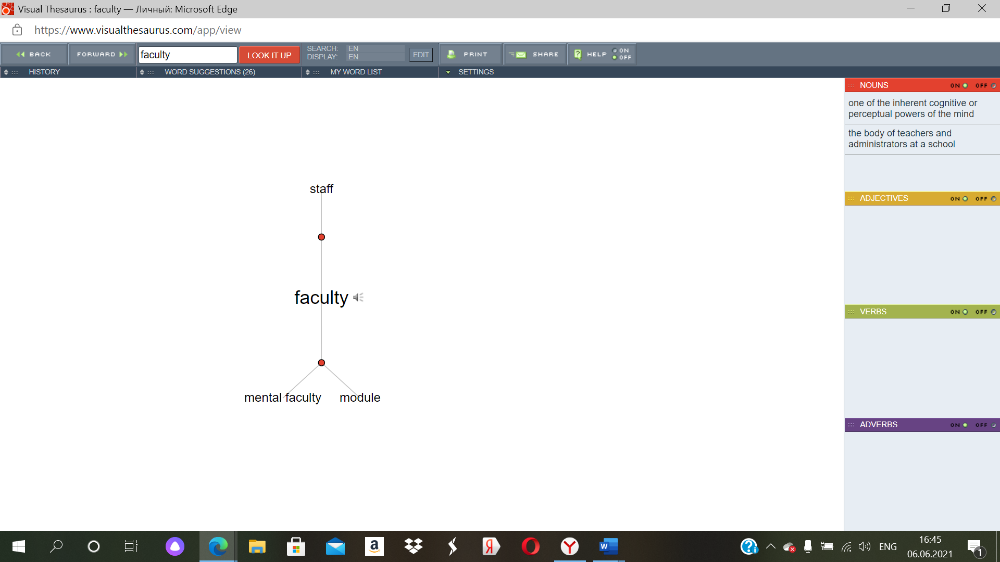 Visual Thesaurus : faculty — Личный: Microsoft Edge
https://www.visualthesaurus.com/app/view
BACK
FORWARD
faculty
LOOK IT UP
SEARCH: EN
DISPLAY: EN
EDIT
PRINT
SHARE
HELP
ON
OFF
HISTORY
WORD SUGGESTIONS (26)
MY WORD LIST
SETTINGS
staff
faculty
mental faculty
module
NOUNS ON OFF
one of the inherent cognitive or
perceptual powers of the mind
the body of teachers and
administrators at a school
ADJECTIVES ON OFF
VERBS ON OFF
ADVERBS ON OFF
a
Я
Y
W
?
ENG
16:45
06.06.2021
1